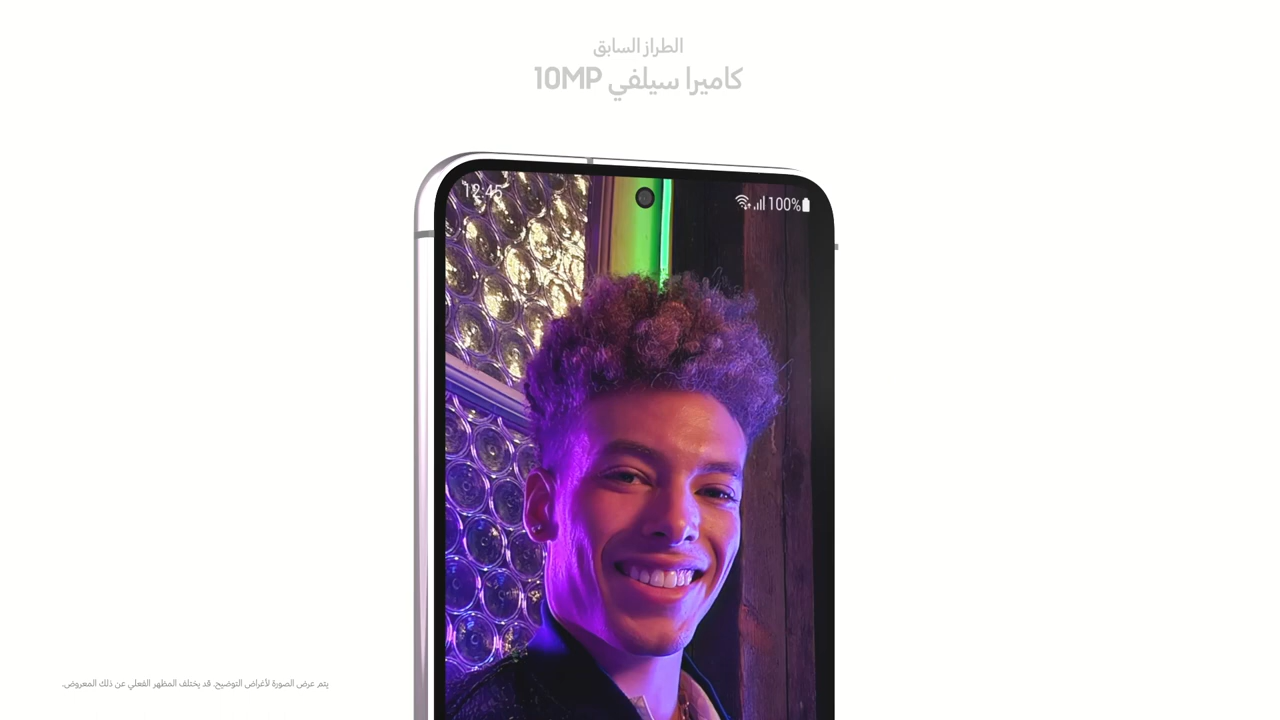 الطراز السابق
كاميرا سيلفي 10MP
12:45
100%
يتم عرض الصورة لأغراض التوضيح. قد يختلف المظهر الفعلي عن ذلك المعروض.